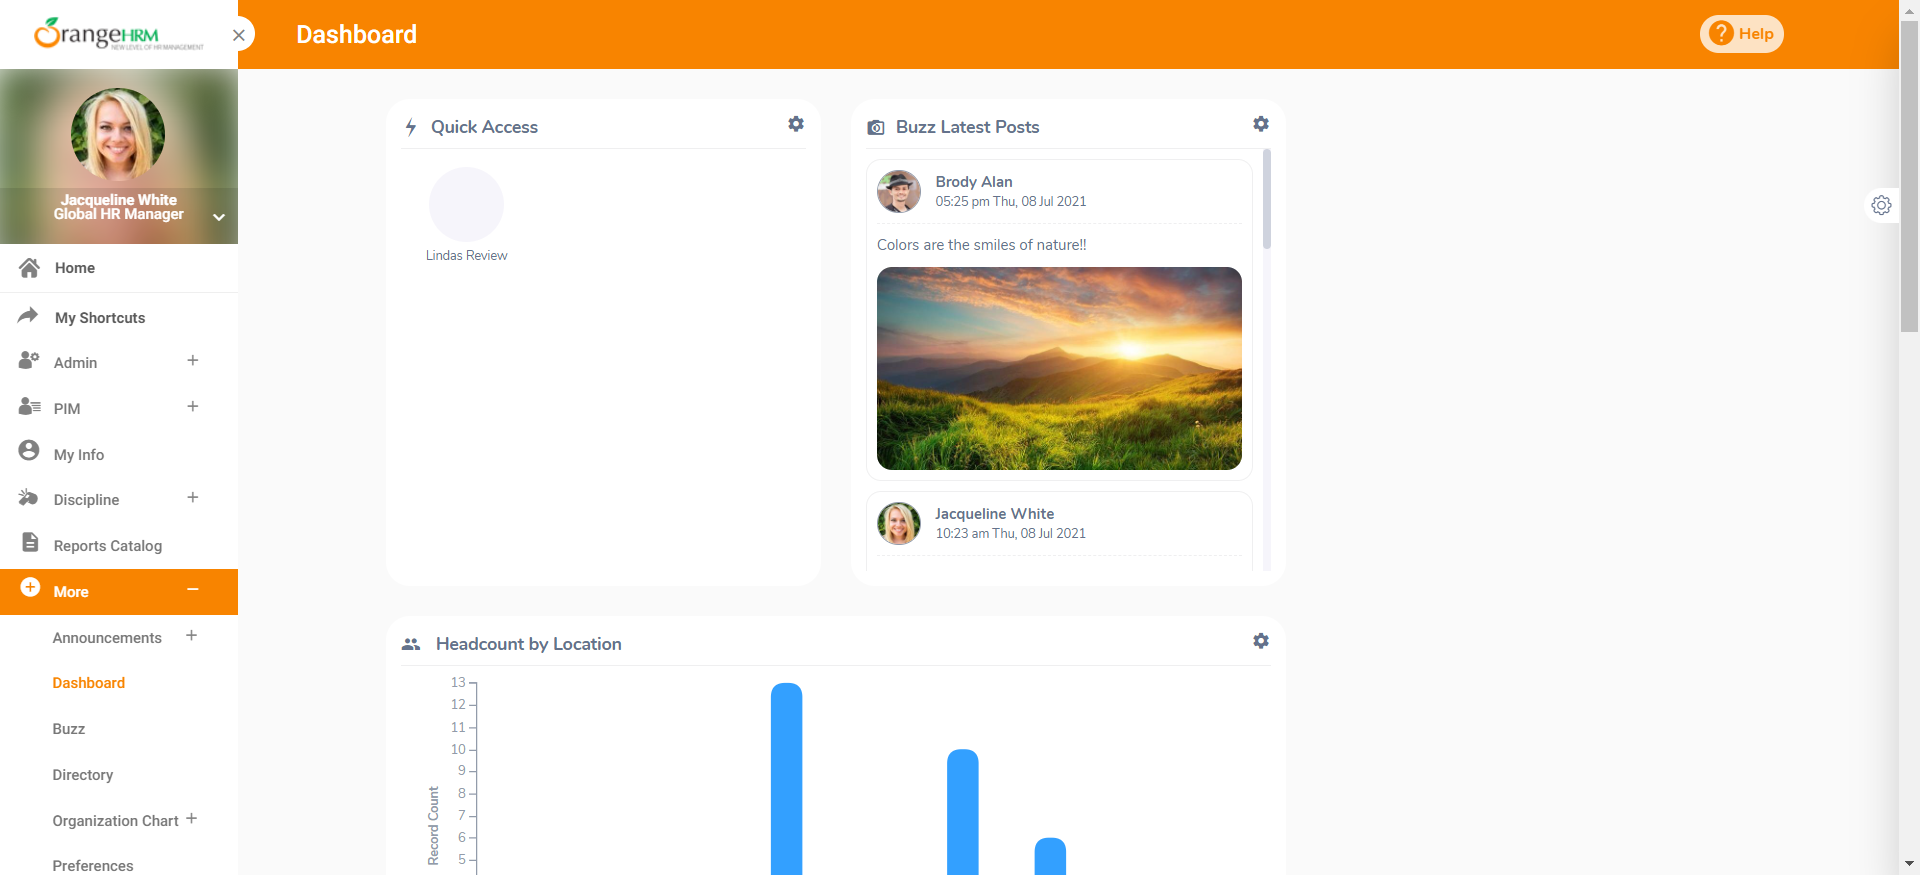 OrangeHRM
NEW LEVEL OF HR MANAGEMENT
Dashboard
? Help
Jacqueline White
Global HR Manager
Home
My Shortcuts
Admin
PIM
My Info
Discipline
Reports Catalog
More
Announcements
Dashboard
Buzz
Directory
Organization Chart
Preferences
Quick Access
Lindas Review
Buzz Latest Posts
Brody Alan
05:25 pm Thu, 08 Jul 2021
Colors are the smiles of nature!!
Jacqueline White
10:23 am Thu, 08 Jul 2021
Headcount by Location
13
12
11
10
9
8
7
6
5
Record Count